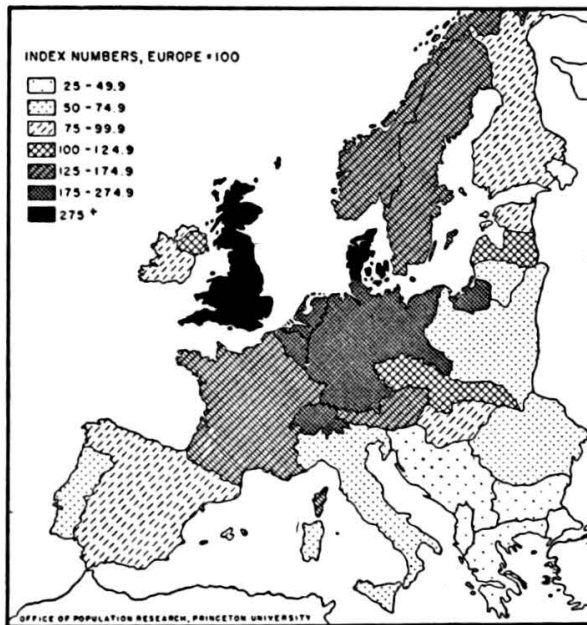 INDEX NUMBERS, EUROPE = 100
25 - 49.9
50 - 74.9
75 - 99.9
100 - 124.9
125 - 174.9
175 - 274.9
275 +
OFFICE OF POPULATION RESEARCH, PRINCETON UNIVERSITY